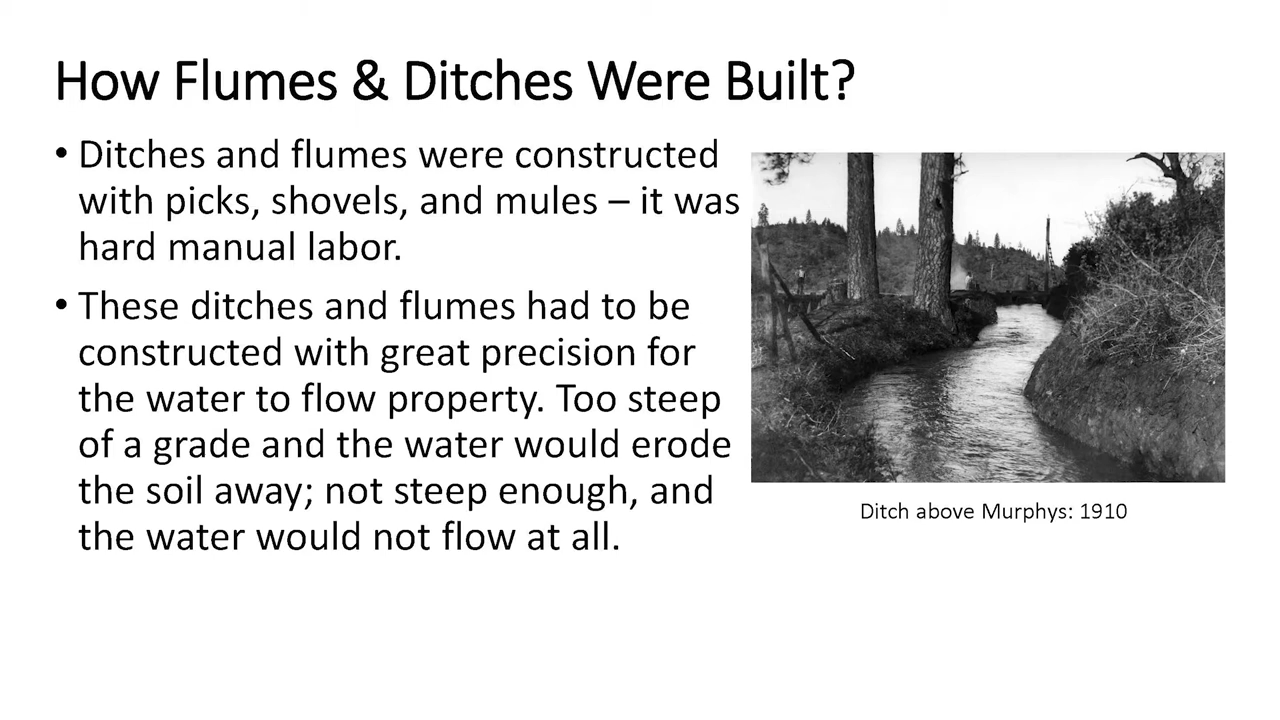 How Flumes & Ditches Were Built?
• Ditches and flumes were constructed
with picks, shovels, and mules – it was
hard manual labor.
• These ditches and flumes had to be
constructed with great precision for
the water to flow property. Too steep
of a grade and the water would erode
the soil away; not steep enough, and
the water would not flow at all.
Ditch above Murphys: 1910